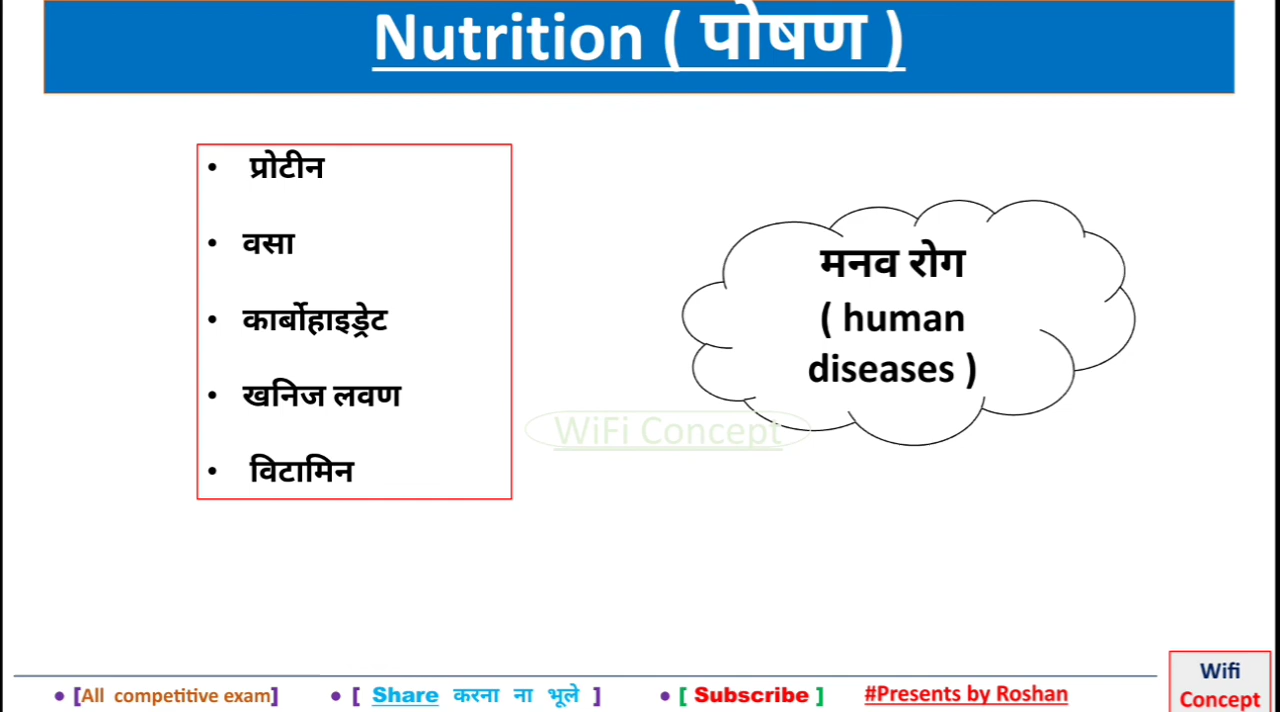 Nutrition ( पोषण )
• प्रोटीन
• वसा
• कार्बोहाइड्रेट
• खनिज लवण
• विटामिन
मनव रोग
( human
diseases )
WiFi Concept
• [All competitive exam]
• [ Share करना ना भूले ]
• [ Subscribe ]
#Presents by Roshan
Wifi
Concept